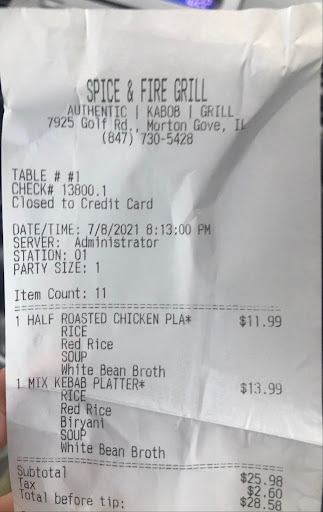 SPICE & FIRE GRILL
AUTHENTIC | KABOB | GRILL
7925 Golf Rd., Morton Gove, IL
(847) 730-5428
TABLE # #1
CHECK# 13800.1
Closed to Credit Card
DATE/TIME: 7/8/2021 8:13:00 PM
SERVER: Administrator
STATION: 01
PARTY SIZE: 1
Item Count: 11
1 HALF ROASTED CHICKEN PLA* $11.99
RICE
Red Rice
SOUP
White Bean Broth
1 MIX KEBAB PLATTER* $13.99
RICE
Red Rice
Biryani
SOUP
White Bean Broth
Subtotal $25.98
Tax $2.60
Total before tip: $28.58